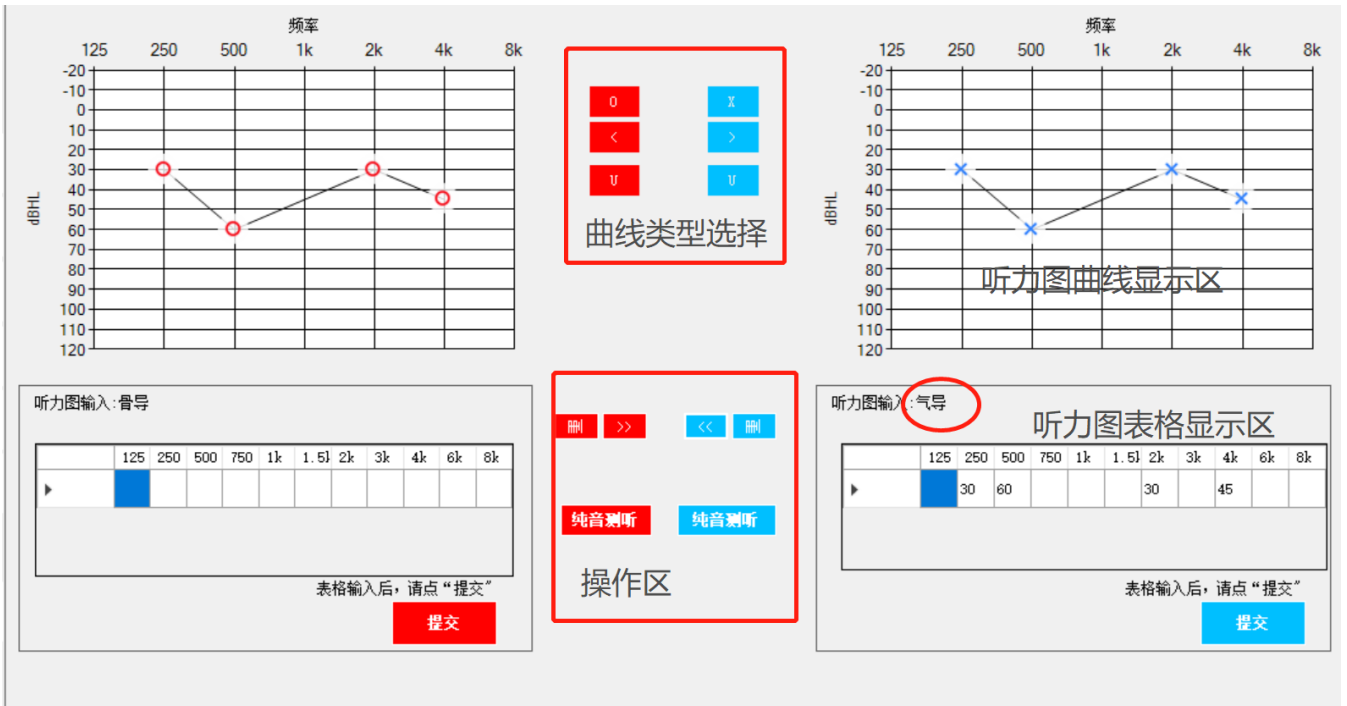 频率
125 250 500 1k 2k 4k 8k
-20
-10
0
10
20
30
40
50
60
70
80
90
100
110
120
dBHL
O X
< >
U U
曲线类型选择
频率
125 250 500 1k 2k 4k 8k
-20
-10
0
10
20
30
40
50
60
70
80
90
100
110
120
dBHL
听力图曲线显示区
听力图输入:骨导
125 250 500 750 1k 1.5k 2k 3k 4k 6k 8k
表格输入后，请点“提交”
提交
删 >> << 删
纯音测听 纯音测听
操作区
听力图输入:气导
听力图表格显示区
125 250 500 750 1k 1.5k 2k 3k 4k 6k 8k
30 60 30 45
表格输入后，请点“提交”
提交